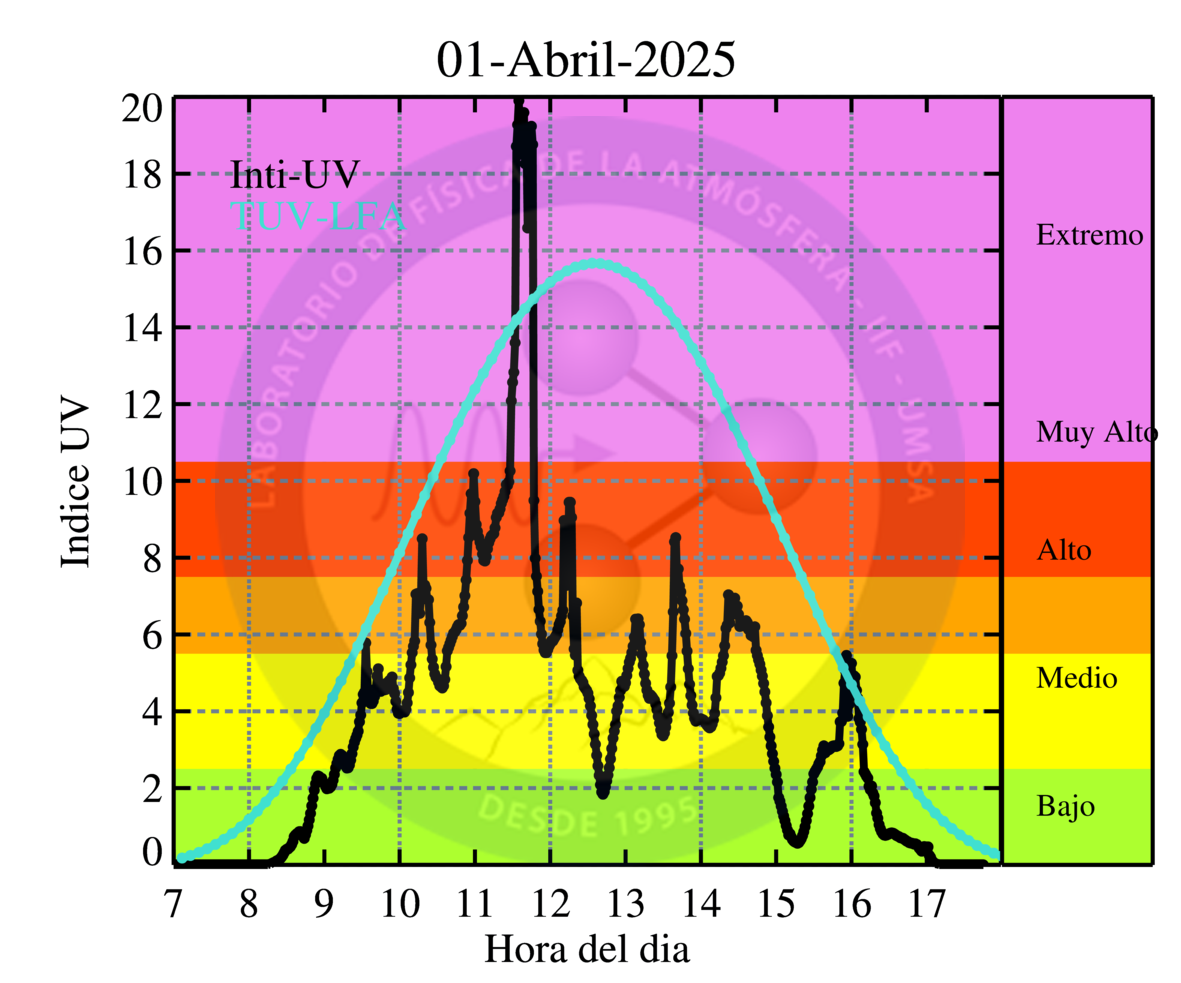 01-Abril-2025
Inti-UV
TUV-LFA
LABORATORIO DE FÍSICA DE LA ATMÓSFERA - IIF - UMSA
DESDE 1995
Indice UV
20
18
16
14
12
10
8
6
4
2
0
7 8 9 10 11 12 13 14 15 16 17
Hora del dia
Extremo
Muy Alto
Alto
Medio
Bajo